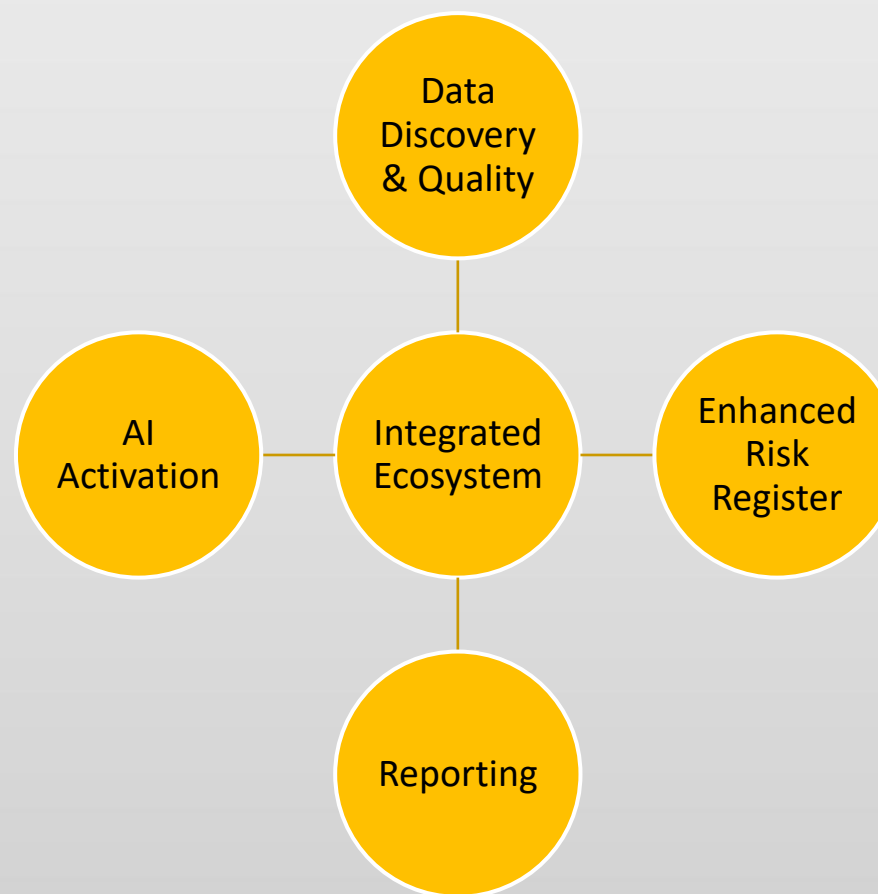 Data
Discovery
& Quality
AI
Activation
Integrated
Ecosystem
Enhanced
Risk
Register
Reporting